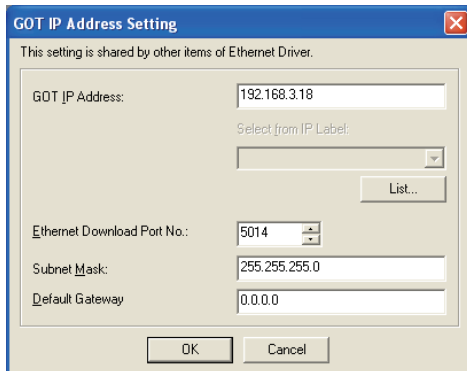 GOT IP Address Setting
This setting is shared by other items of Ethernet Driver.
GOT IP Address: 192.168.3.18
Select from IP Label:
List...
Ethernet Download Port No.: 5014
Subnet Mask: 255.255.255.0
Default Gateway 0.0.0.0
OK Cancel